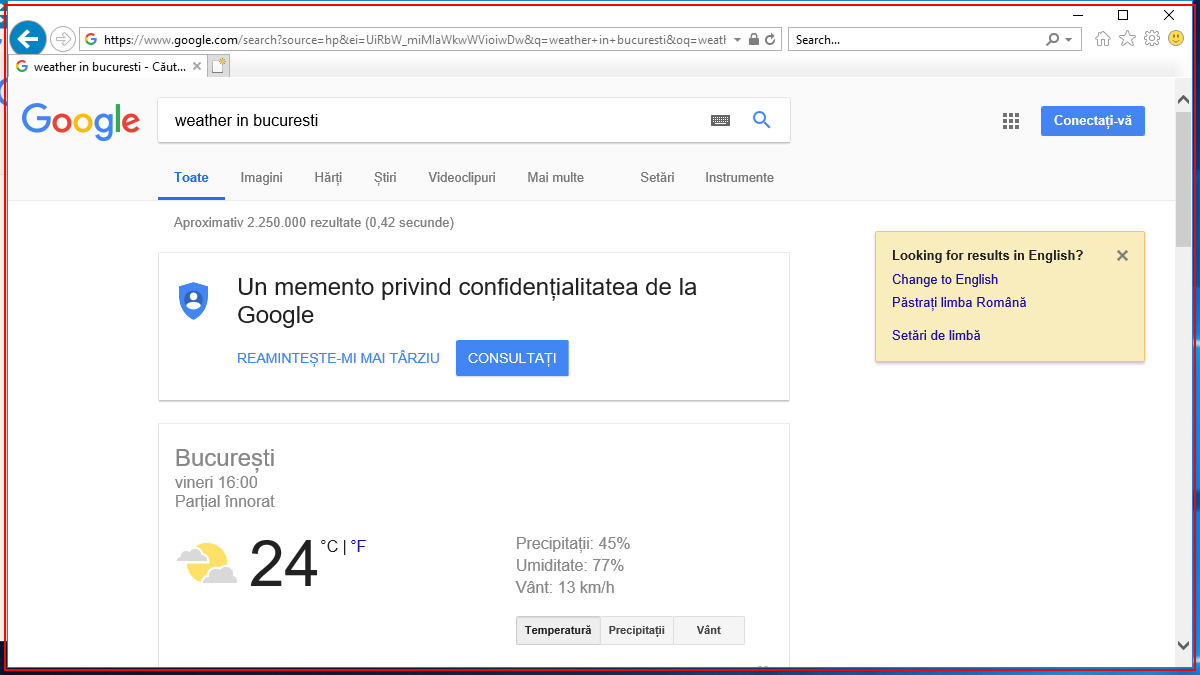 https://www.google.com/search?source=hp&ei=UiRbW_miMlaWkwWVioiwDw&q=weather+in+bucuresti&oq=weatl
Search...
weather in bucuresti - Căut...
Google
weather in bucuresti
Conectați-vă
Toate Imagini Hărți Știri Videoclipuri Mai multe Setări Instrumente
Aproximativ 2.250.000 rezultate (0,42 secunde)
Looking for results in English?
Change to English
Păstrați limba Română
Setări de limbă
Un memento privind confidențialitatea de la
Google
REAMINTEȘTE-MI MAI TÂRZIU CONSULTAȚI
București
vineri 16:00
Parțial înnorat
24 °C | °F
Precipitații: 45%
Umiditate: 77%
Vânt: 13 km/h
Temperatură Precipitații Vânt